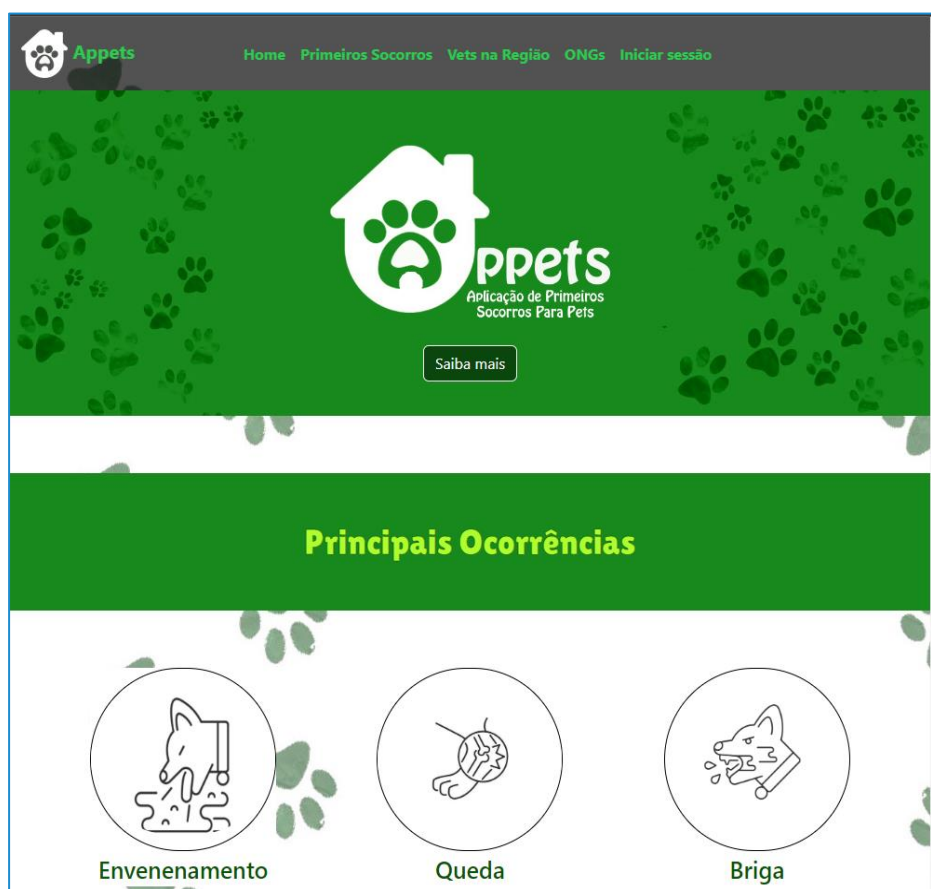 Appets
Home Primeiros Socorros Vets na Região ONGs Iniciar sessão
ppets
Aplicação de Primeiros
Socorros Para Pets
Saiba mais
Principais Ocorrências
Envenenamento Queda Briga